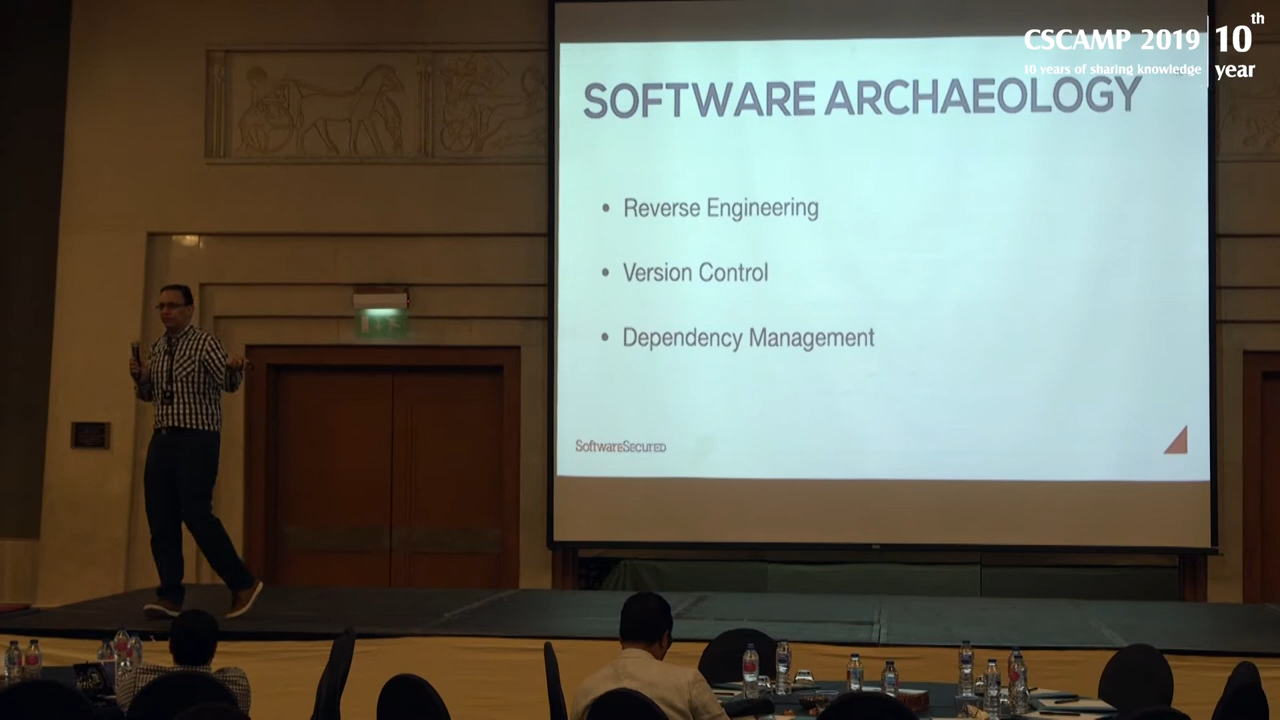 CSCAMP 2019
10 years of sharing knowledge
10th
year
SOFTWARE ARCHAEOLOGY
• Reverse Engineering
• Version Control
• Dependency Management
SOFTWARESECURED